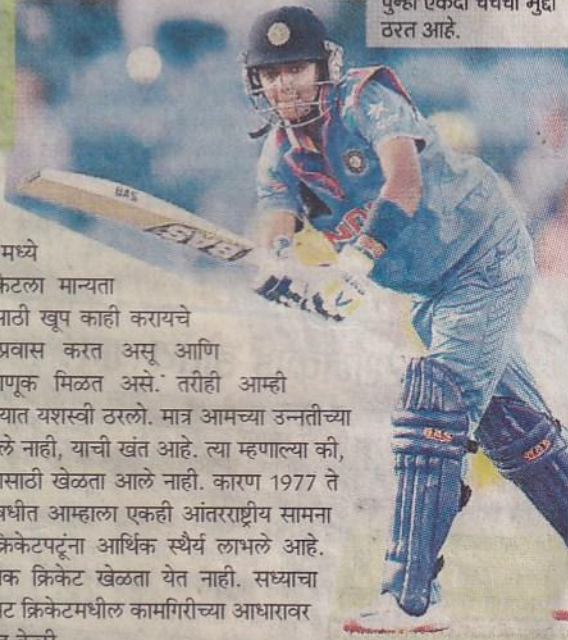 पुन्हा एकदा चर्चेचा मुद्दा
ठरत आहे.
BAS
BAS
मध्ये
केटला मान्यता
साठी खूप काही करायचे
प्रवास करत असू आणि
णूक मिळत असे. तरीही आम्ही
यात यशस्वी ठरलो. मात्र आमच्या उन्नतीच्या
ले नाही, याची खंत आहे. त्या म्हणाल्या की,
साठी खेळता आले नाही. कारण 1977 ते
वधीत आम्हाला एकही आंतरराष्ट्रीय सामना
क्रिकेटपटूंना आर्थिक स्थैर्य लाभले आहे.
क क्रिकेट खेळता येत नाही. सध्याचा
ट क्रिकेटमधील कामगिरीच्या आधारावर
BAS
BAS